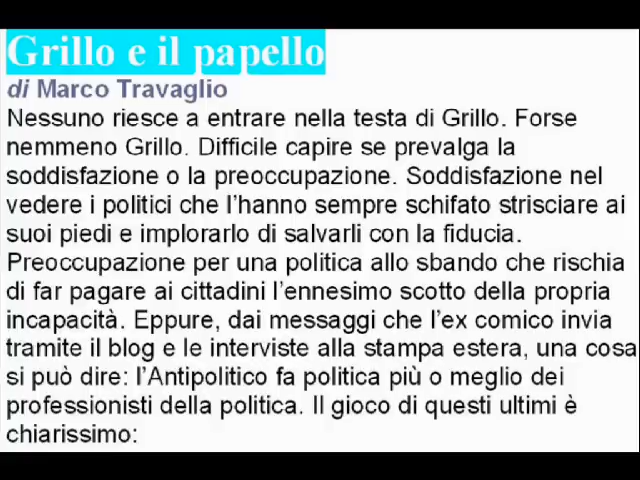 Grillo e il papello
di Marco Travaglio
Nessuno riesce a entrare nella testa di Grillo. Forse
nemmeno Grillo. Difficile capire se prevalga la
soddisfazione o la preoccupazione. Soddisfazione nel
vedere i politici che l’hanno sempre schifato strisciare ai
suoi piedi e implorarlo di salvarli con la fiducia.
Preoccupazione per una politica allo sbando che rischia
di far pagare ai cittadini l’ennesimo scotto della propria
incapacità. Eppure, dai messaggi che l’ex comico invia
tramite il blog e le interviste alla stampa estera, una cosa
si può dire: l’Antipolitico fa politica più o meglio dei
professionisti della politica. Il gioco di questi ultimi è
chiarissimo: